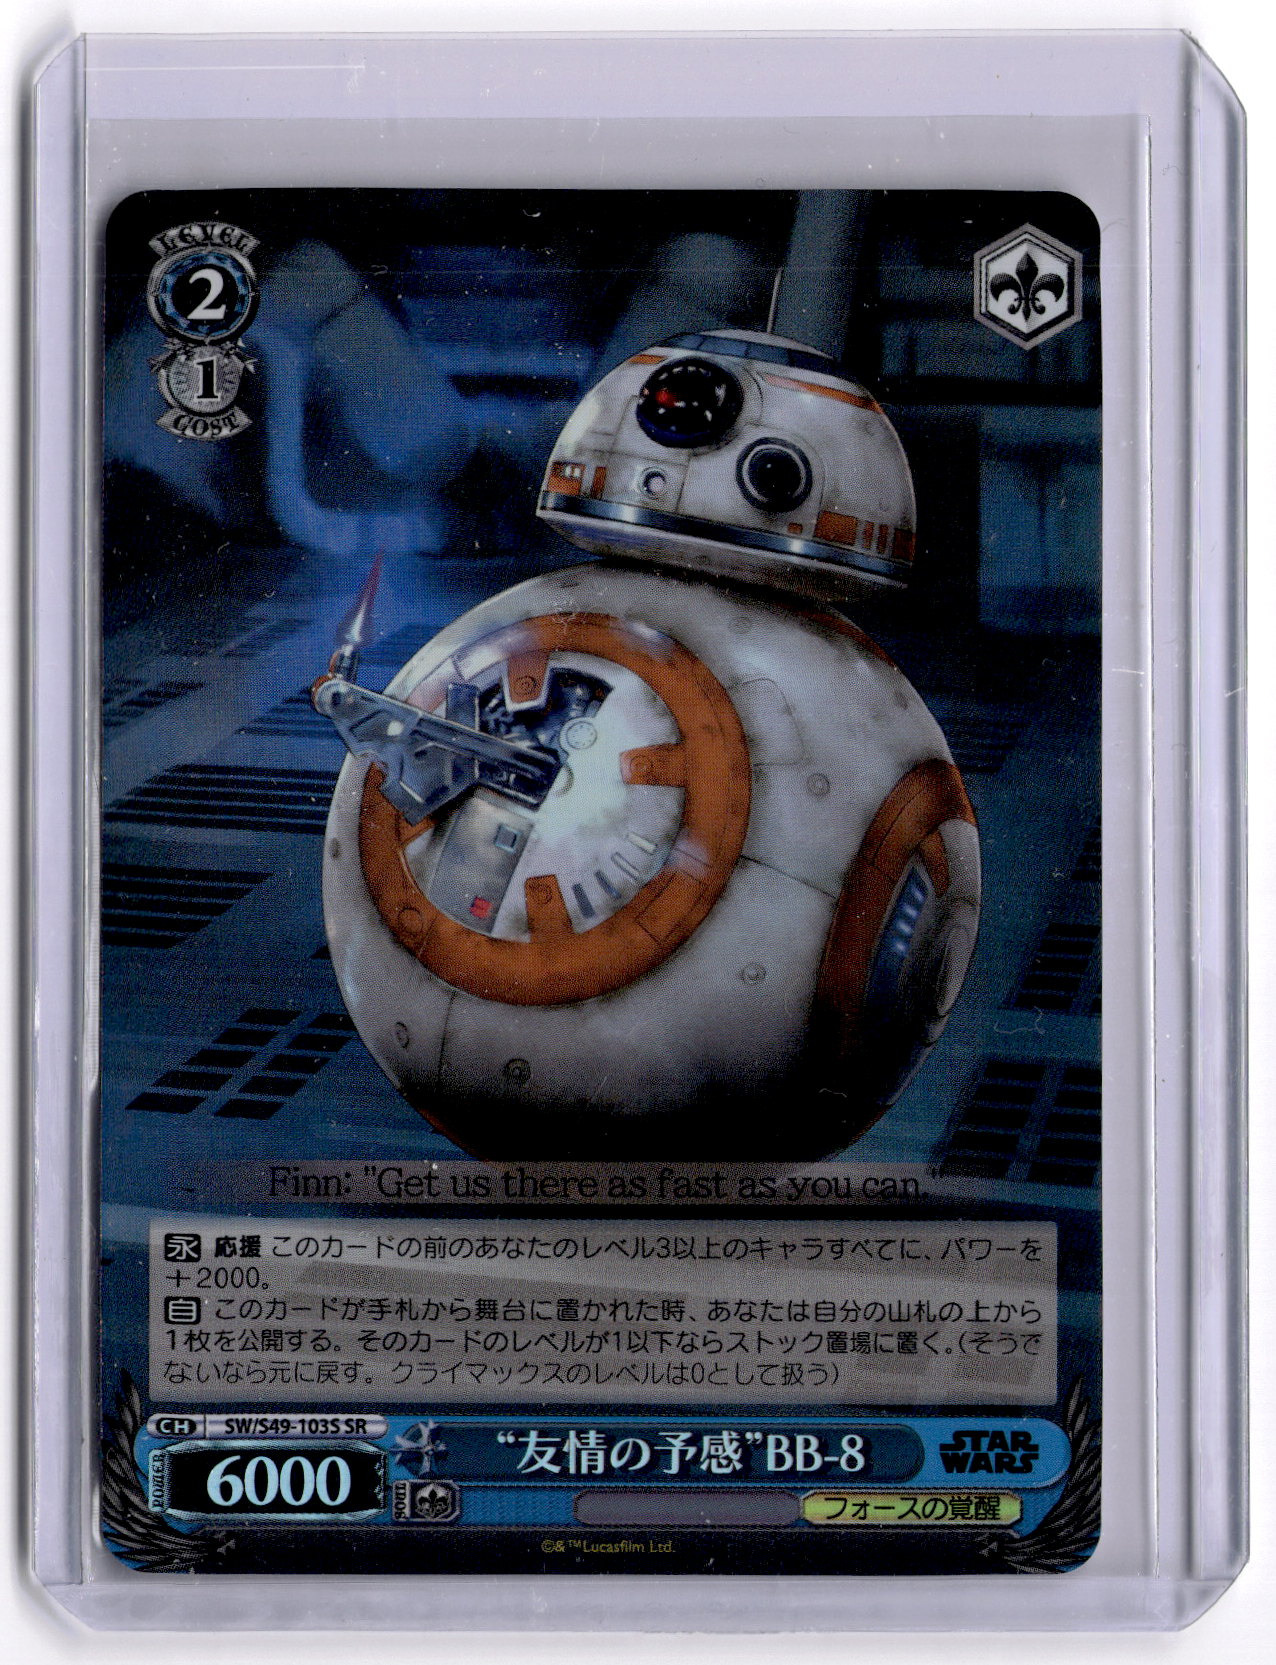 LEVEL
2
1
COST
Finn: "Get us there as fast as you can."
永 応援 このカードの前のあなたのレベル3以上のキャラすべてに、パワーを
＋2000。
自 このカードが手札から舞台に置かれた時、あなたは自分の山札の上から
1枚を公開する。そのカードのレベルが1以下ならストック置場に置く。（そうで
ないなら元に戻す。クライマックスのレベルは0として扱う）
CH SW/S49-103S SR
POWER 6000
“友情の予感”BB-8
STAR WARS
SOUL
フォースの覚醒
©&™Lucasfilm Ltd.